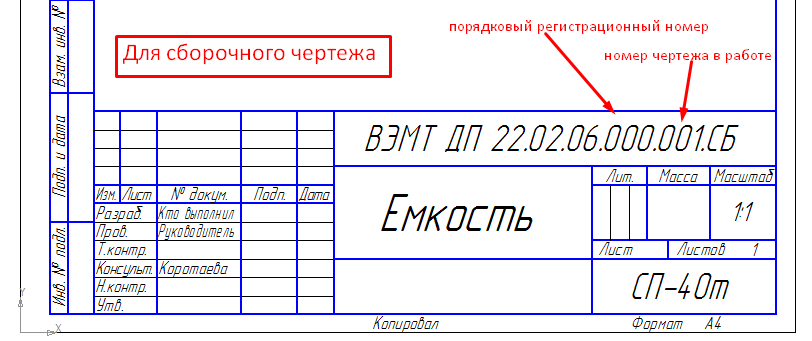 порядковый регистрационный номер
Для сборочного чертежа
номер чертежа в работе
Взам. инв. №
Подп. и дата
Инв. № подл.
ВЭМТ ДП 22.02.06.000.001.СБ
Лит. Масса Масштаб
Изм. Лист № докум. Подп. Дата
Разраб. Кто выполнил
Пров. Руководитель
Т.контр.
Консульт. Коротаева
Н.контр.
Утв.
Емкость
1:1
Лист Листов 1
СП-40т
Копировал Формат А4
Y
X